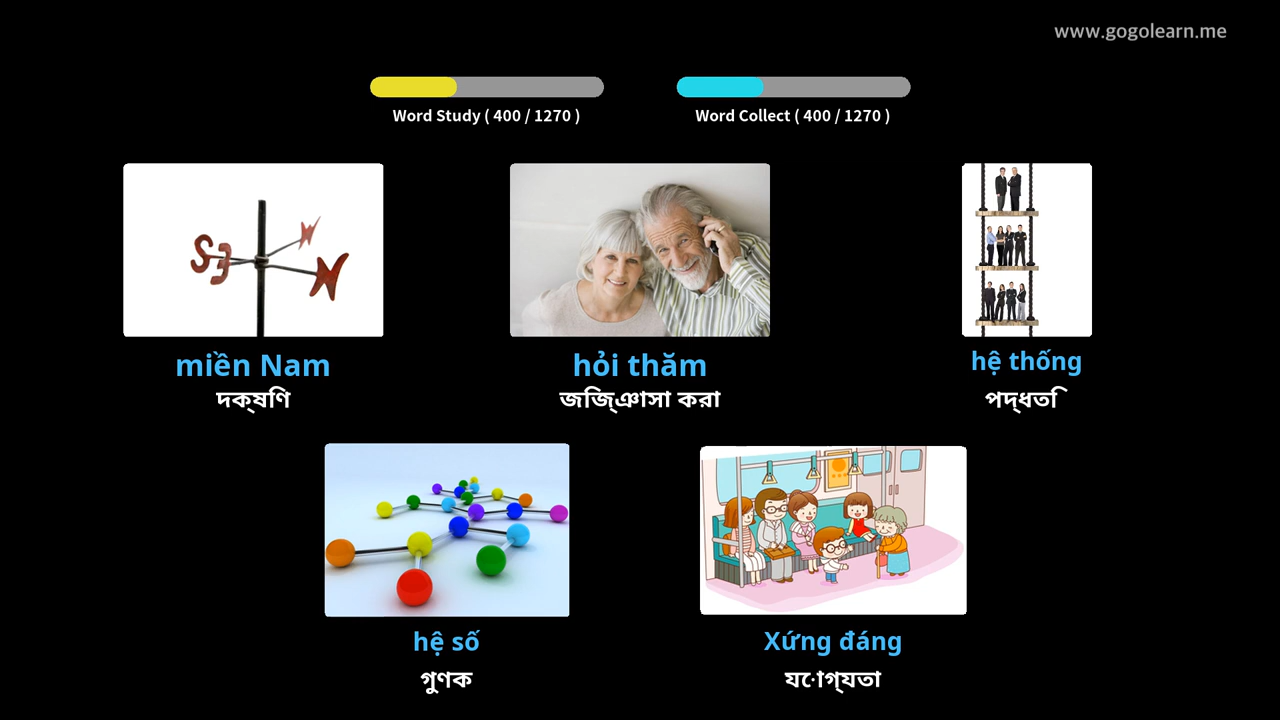 www.gogolearn.me
Word Study ( 400 / 1270 )
Word Collect ( 400 / 1270 )
miền Nam
দক্ষিণ
hỏi thăm
জিজ্ঞাসা করা
hệ thống
পদ্ধতি
hệ số
গুণক
Xứng đáng
যোগ্যতা